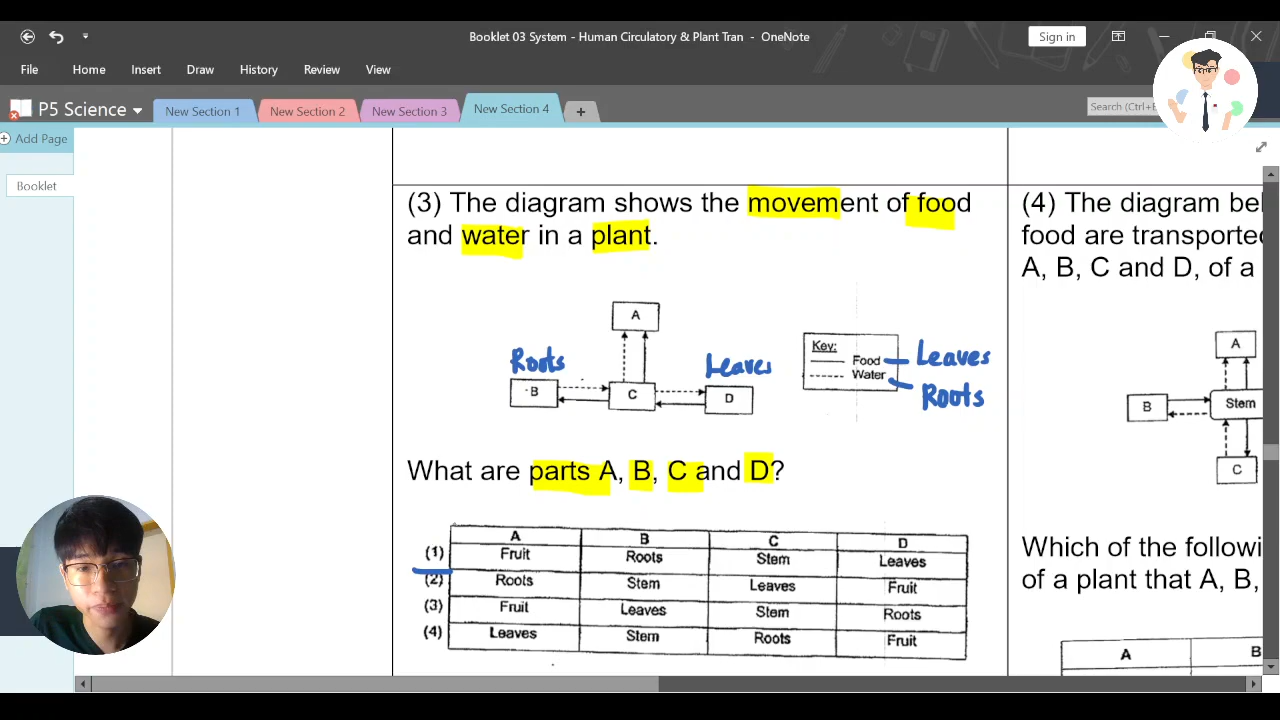 Booklet 03 System - Human Circulatory & Plant Tran - OneNote
Sign in
File Home Insert Draw History Review View
P5 Science
New Section 1
New Section 2
New Section 3
New Section 4
+
Search (Ctrl+E
Add Page
Booklet
(3) The diagram shows the movement of food
and water in a plant.
A
Roots
Leaves
B
C
D
Key:
Food
Leaves
Water
Roots
What are parts A, B, C and D?
A B C D
(1) Fruit Roots Stem Leaves
(2) Roots Stem Leaves Fruit
(3) Fruit Leaves Stem Roots
(4) Leaves Stem Roots Fruit
(4) The diagram be
food are transporte
A, B, C and D, of a
A
B
Stem
C
Which of the followi
of a plant that A, B,
A B